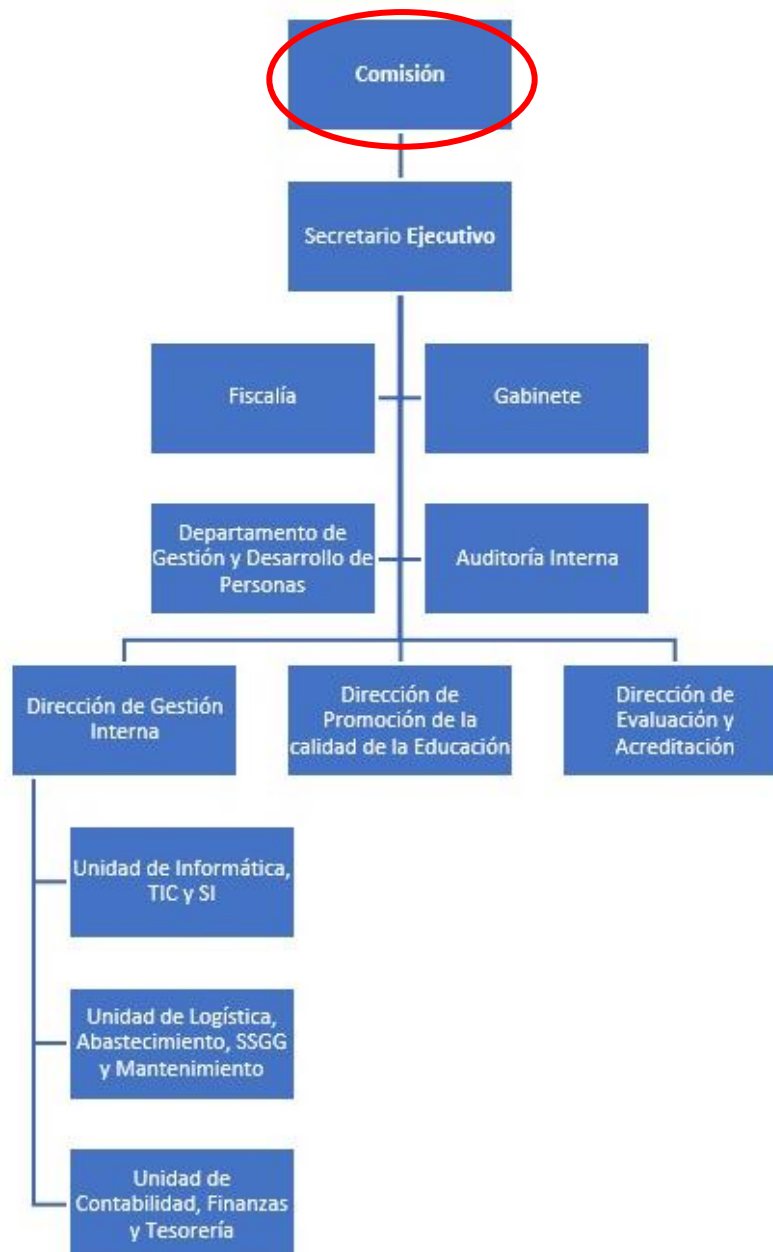 Comisión
Secretario Ejecutivo
Fiscalía
Gabinete
Departamento de
Gestión y Desarrollo de
Personas
Auditoría Interna
Dirección de Gestión
Interna
Dirección de
Promoción de la
calidad de la Educación
Dirección de
Evaluación y
Acreditación
Unidad de Informática,
TIC y SI
Unidad de Logística,
Abastecimiento, SSGG
y Mantenimiento
Unidad de
Contabilidad, Finanzas
y Tesorería